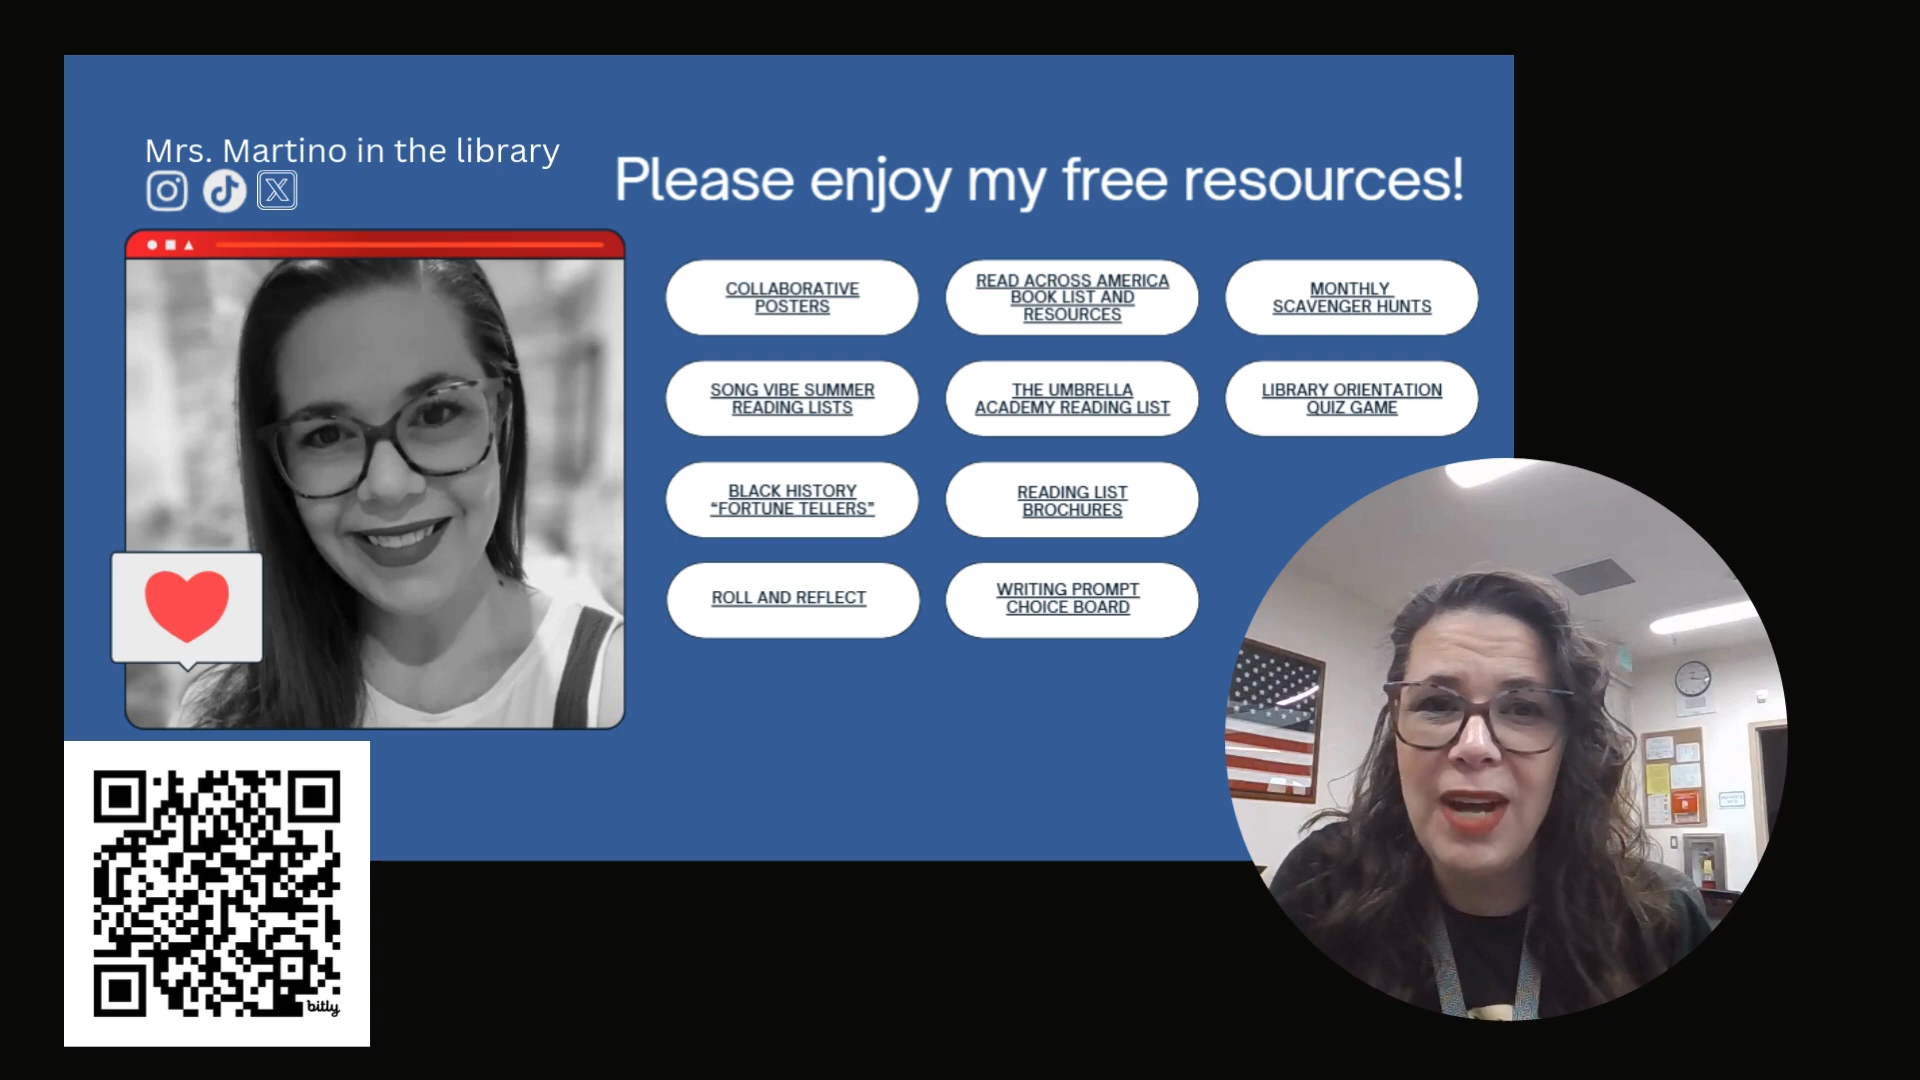 Mrs. Martino in the library
Please enjoy my free resources!
COLLABORATIVE
POSTERS
READ ACROSS AMERICA
BOOK LIST AND
RESOURCES
MONTHLY
SCAVENGER HUNTS
SONG VIBE SUMMER
READING LISTS
THE UMBRELLA
ACADEMY READING LIST
LIBRARY ORIENTATION
QUIZ GAME
BLACK HISTORY
“FORTUNE TELLERS”
READING LIST
BROCHURES
ROLL AND REFLECT
WRITING PROMPT
CHOICE BOARD
bitly